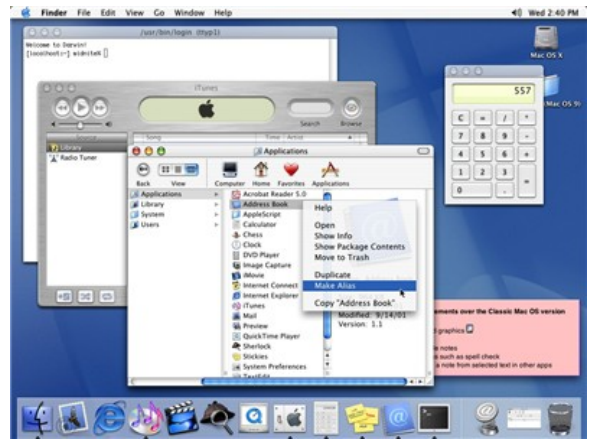 Finder File Edit View Go Window Help
Wed 2:40 PM
/usr/bin/login (ttyp1)
Welcome to Darwin!
[localhost:~] widnite%
Mac OS X
(Mac OS 9)
iTunes
Search Browse
Source
Song Time Artist
Library
Radio Tuner
557
C = / *
7 8 9 -
4 5 6 +
1 2 3
0 . =
Applications
Back View Computer Home Favorites Applications
Applications
Library
System
Users
Acrobat Reader 5.0
Address Book
AppleScript
Calculator
Chess
Clock
DVD Player
Image Capture
iMovie
Internet Connect
Internet Explorer
iTunes
Mail
Preview
QuickTime Player
Sherlock
Stickies
System Preferences
TextEdit
Help
Open
Show Info
Show Package Contents
Move to Trash
Duplicate
Make Alias
Copy "Address Book"
Modified: 9/14/01
Version: 1.1
ements over the Classic Mac OS version
graphics
notes
such as spell check
a note from selected text in other apps